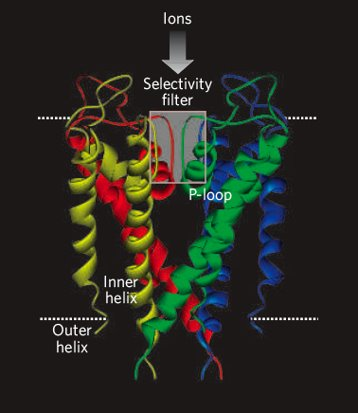 Ions
Selectivity
filter
P-loop
Inner
helix
Outer
helix